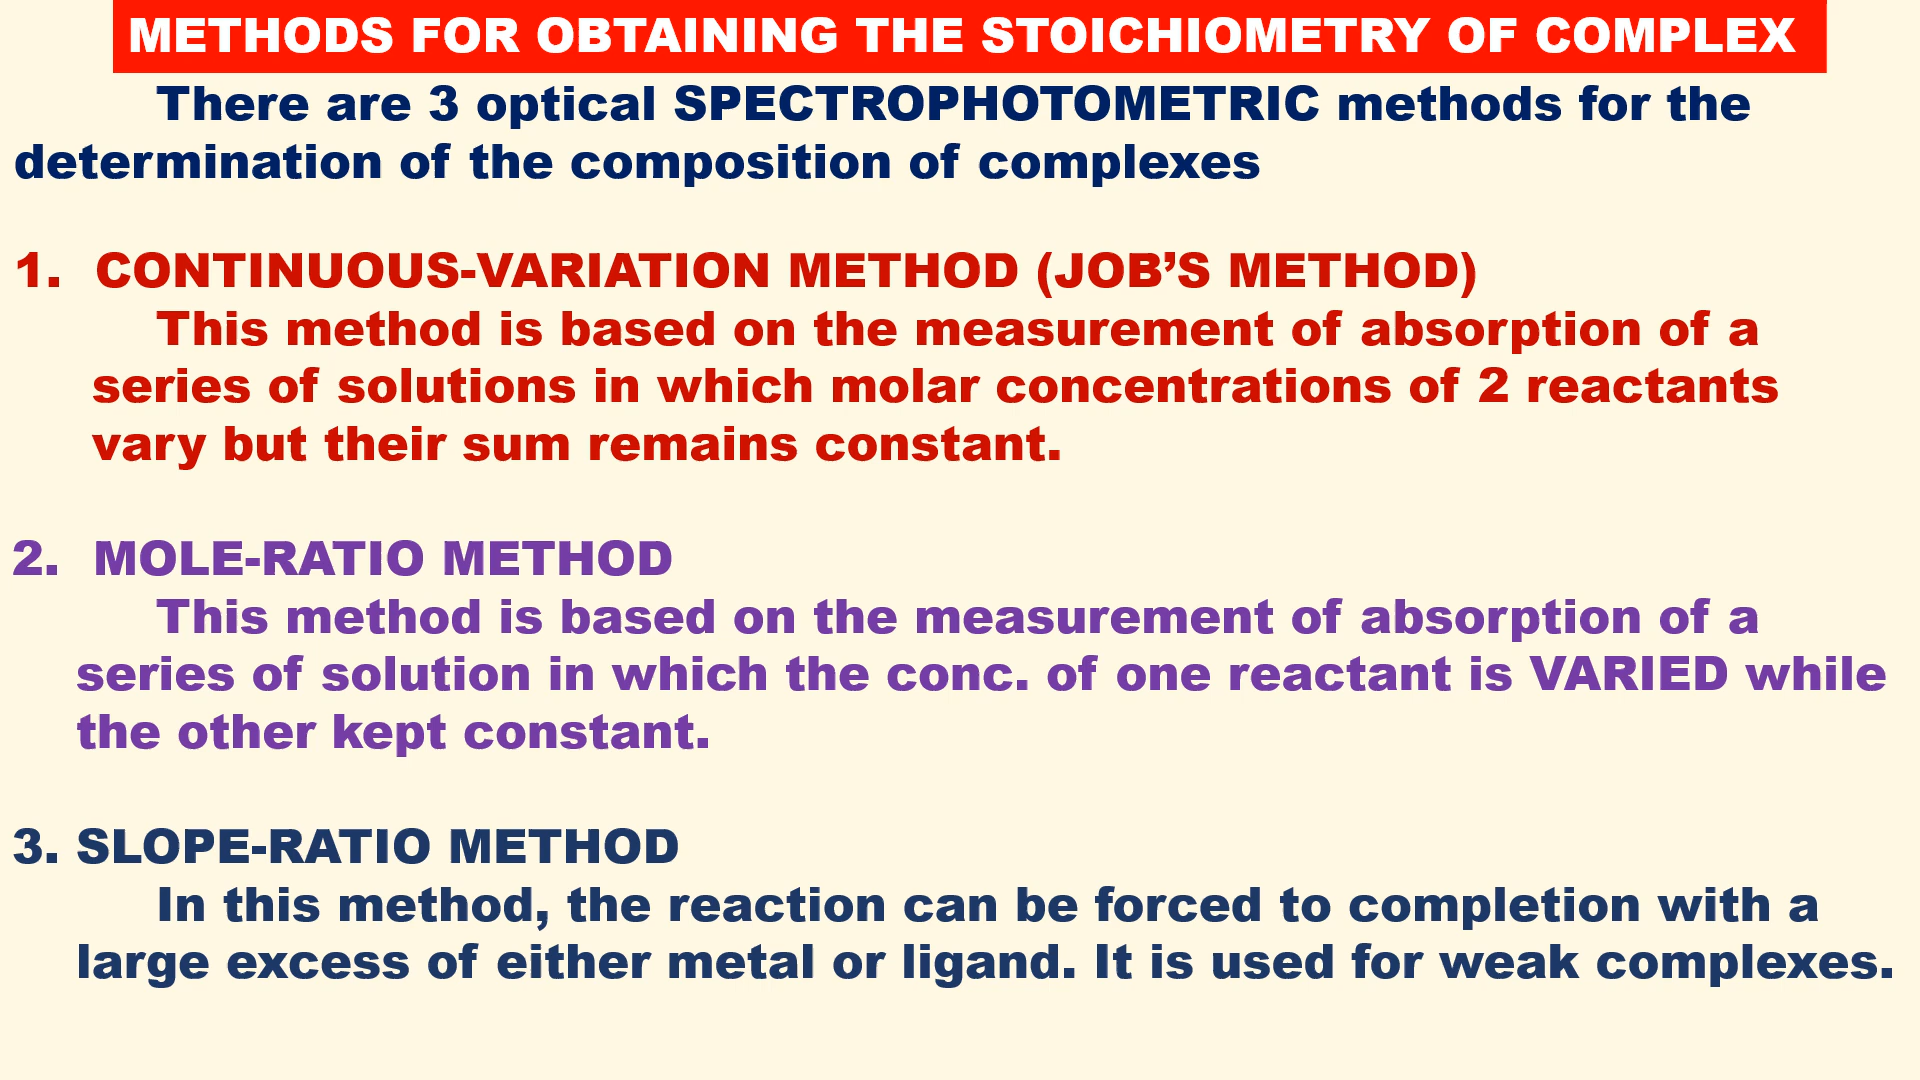 METHODS FOR OBTAINING THE STOICHIOMETRY OF COMPLEX
There are 3 optical SPECTROPHOTOMETRIC methods for the
determination of the composition of complexes
1. CONTINUOUS-VARIATION METHOD (JOB’S METHOD)
This method is based on the measurement of absorption of a
series of solutions in which molar concentrations of 2 reactants
vary but their sum remains constant.
2. MOLE-RATIO METHOD
This method is based on the measurement of absorption of a
series of solution in which the conc. of one reactant is VARIED while
the other kept constant.
3. SLOPE-RATIO METHOD
In this method, the reaction can be forced to completion with a
large excess of either metal or ligand. It is used for weak complexes.